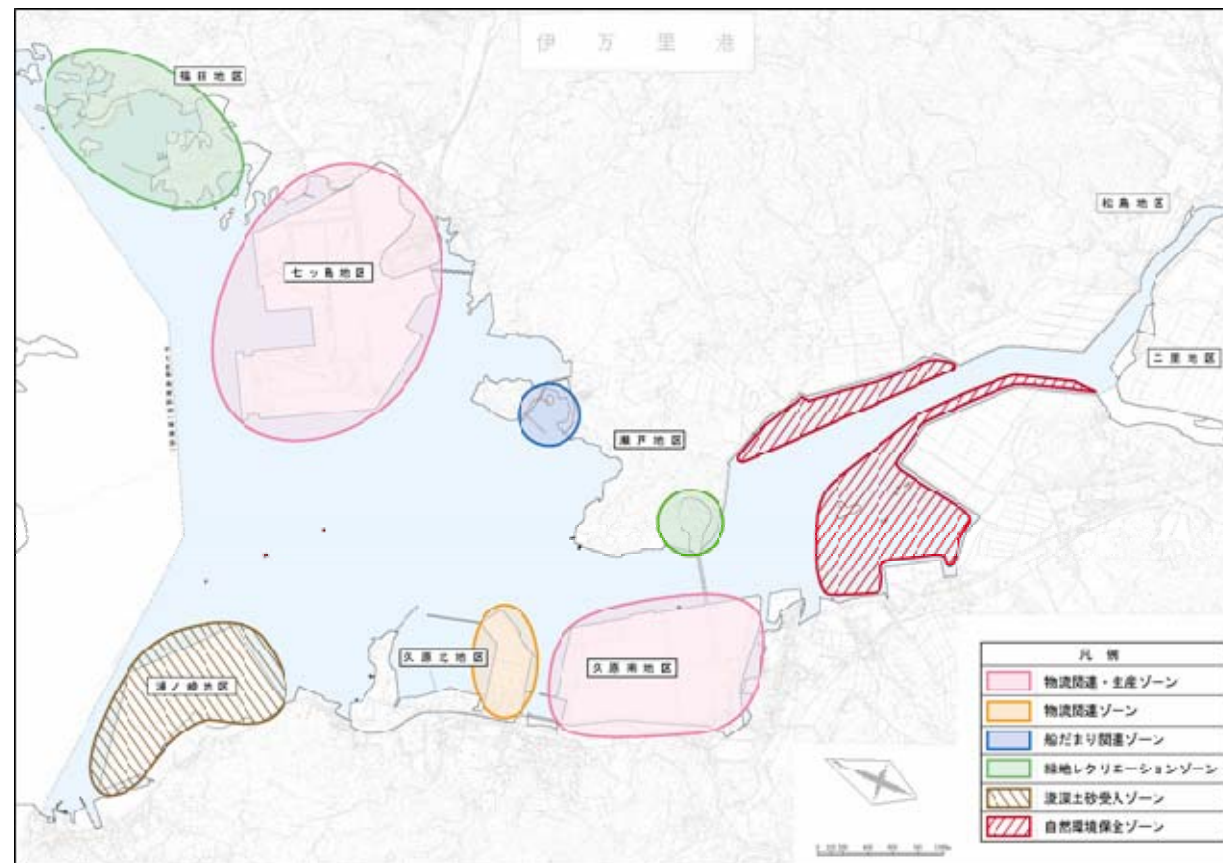 伊万里港
福田地区
七ツ島地区
松島地区
二里地区
瀬戸地区
久原北地区
久原南地区
浦ノ崎地区
凡例
物流関連・生産ゾーン
物流関連ゾーン
船だまり関連ゾーン
緑地レクリエーションゾーン
浚渫土砂受入ゾーン
自然環境保全ゾーン